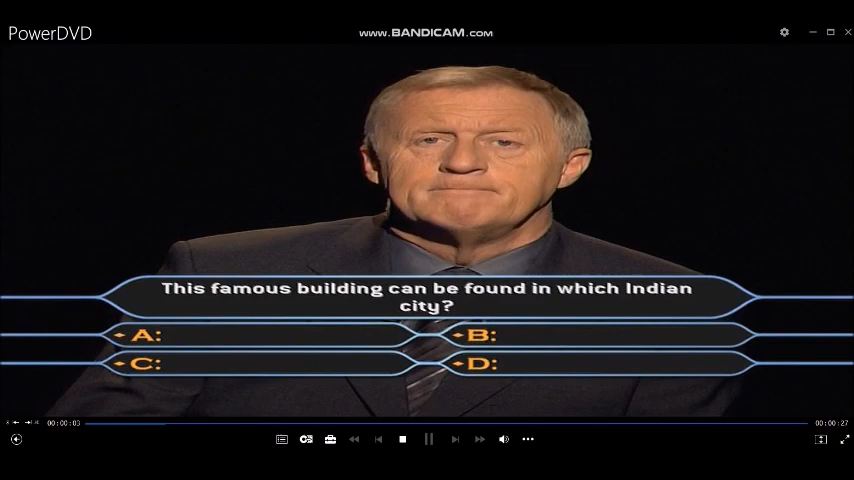 PowerDVD
www.BANDICAM.com
This famous building can be found in which Indian
city?
A:
B:
C:
D:
00:00:03
00:00:27